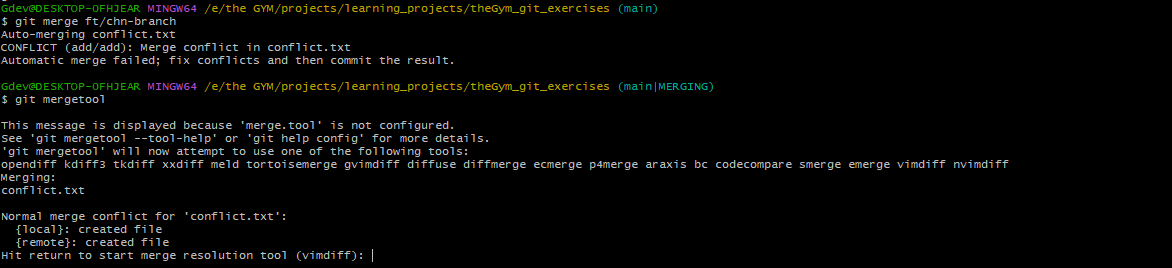 Gdev@DESKTOP-OFHJEAR MINGW64 /e/the GYM/projects/learning_projects/theGym_git_exercises (main)
$ git merge ft/chn-branch
Auto-merging conflict.txt
CONFLICT (add/add): Merge conflict in conflict.txt
Automatic merge failed; fix conflicts and then commit the result.
Gdev@DESKTOP-OFHJEAR MINGW64 /e/the GYM/projects/learning_projects/theGym_git_exercises (main|MERGING)
$ git mergetool
This message is displayed because 'merge.tool' is not configured.
See 'git mergetool --tool-help' or 'git help config' for more details.
'git mergetool' will now attempt to use one of the following tools:
opendiff kdiff3 tkdiff xxdiff meld tortoisemerge gvimdiff diffuse diffmerge ecmerge p4merge araxis bc codecompare smerge emerge vimdiff nvimdiff
Merging:
conflict.txt
Normal merge conflict for 'conflict.txt':
  {local}: created file
  {remote}: created file
Hit return to start merge resolution tool (vimdiff):